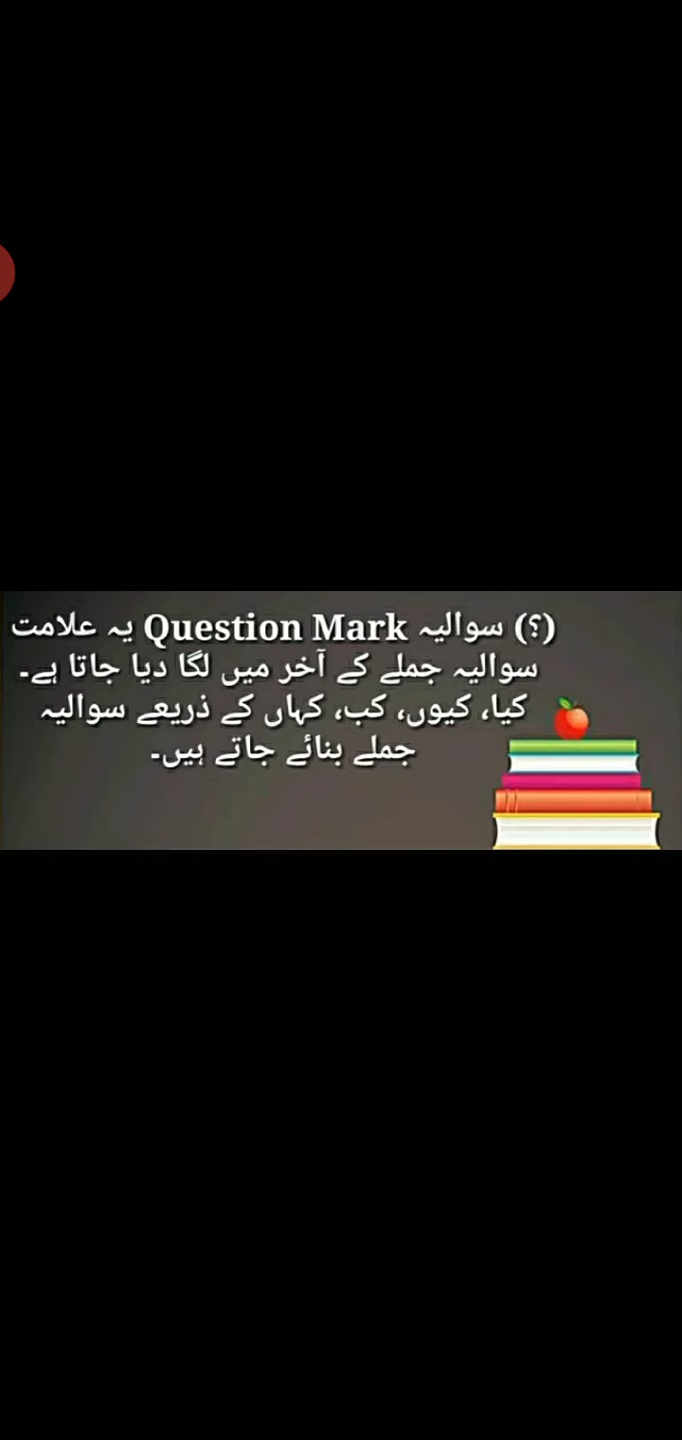 (؟) سوالیہ Question Mark یہ علامت
سوالیہ جملے کے آخر میں لگا دیا جاتا ہے۔
کیا، کیوں، کب، کہاں کے ذریعے سوالیہ
جملے بنائے جاتے ہیں۔